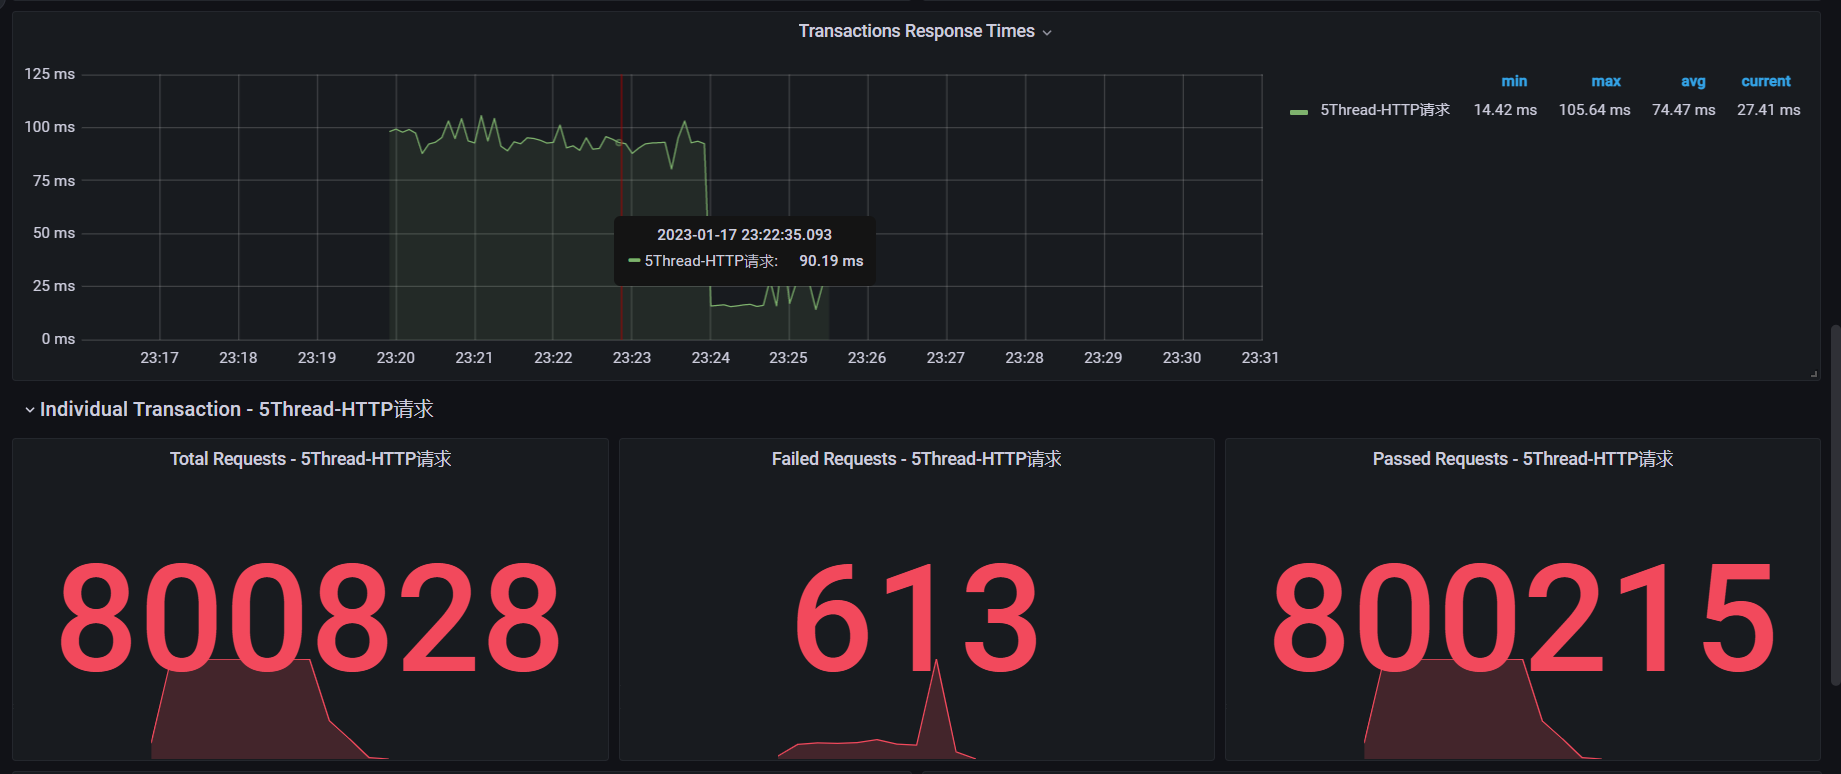 Transactions Response Times
125 ms
100 ms
75 ms
50 ms
25 ms
0 ms
23:17 23:18 23:19 23:20 23:21 23:22 23:23 23:24 23:25 23:26 23:27 23:28 23:29 23:30 23:31
min max avg current
5Thread-HTTP请求 14.42 ms 105.64 ms 74.47 ms 27.41 ms
2023-01-17 23:22:35.093
5Thread-HTTP请求: 90.19 ms
Individual Transaction - 5Thread-HTTP请求
Total Requests - 5Thread-HTTP请求
800828
Failed Requests - 5Thread-HTTP请求
613
Passed Requests - 5Thread-HTTP请求
800215